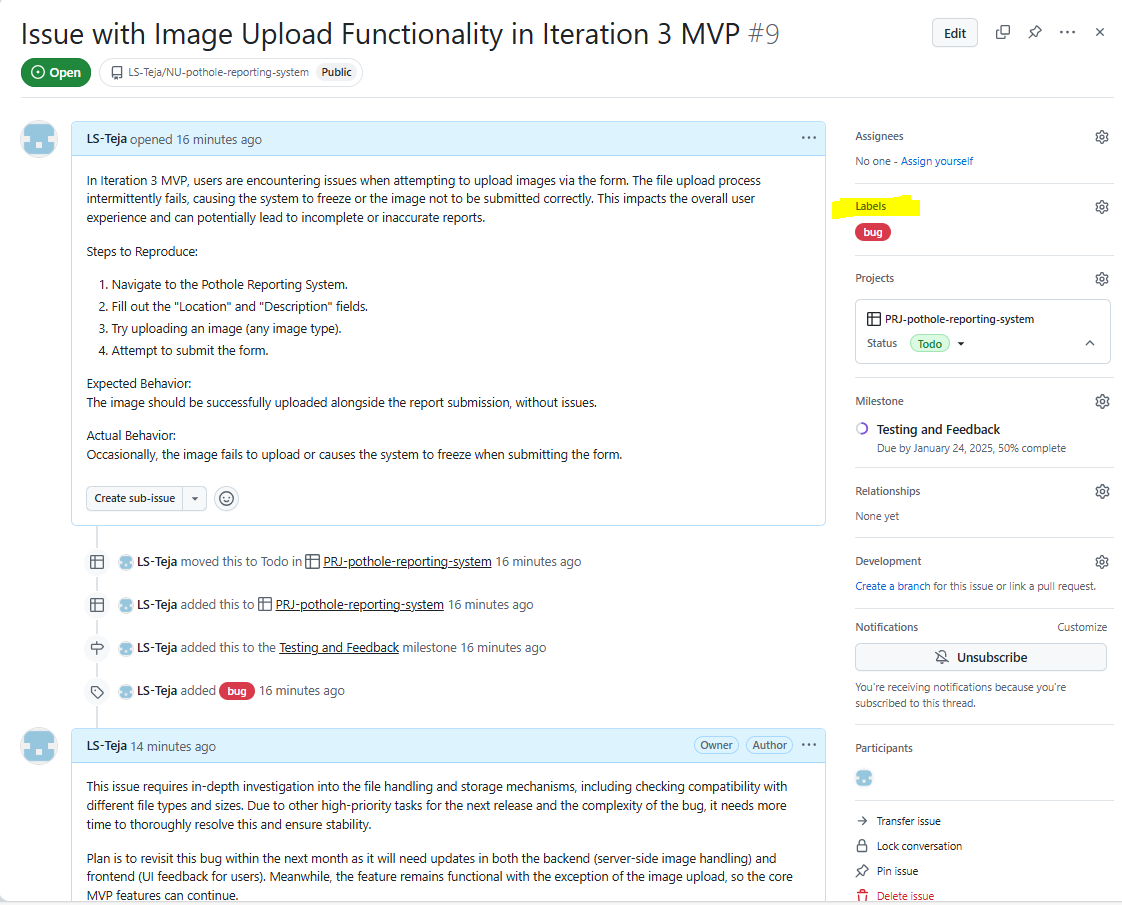 Issue with Image Upload Functionality in Iteration 3 MVP #9
Edit
Open
LS-Teja/NU-pothole-reporting-system Public
LS-Teja opened 16 minutes ago
In Iteration 3 MVP, users are encountering issues when attempting to upload images via the form. The file upload process
intermittently fails, causing the system to freeze or the image not to be submitted correctly. This impacts the overall user
experience and can potentially lead to incomplete or inaccurate reports.
Steps to Reproduce:
1. Navigate to the Pothole Reporting System.
2. Fill out the "Location" and "Description" fields.
3. Try uploading an image (any image type).
4. Attempt to submit the form.
Expected Behavior:
The image should be successfully uploaded alongside the report submission, without issues.
Actual Behavior:
Occasionally, the image fails to upload or causes the system to freeze when submitting the form.
Create sub-issue
LS-Teja moved this to Todo in PRJ-pothole-reporting-system 16 minutes ago
LS-Teja added this to PRJ-pothole-reporting-system 16 minutes ago
LS-Teja added this to the Testing and Feedback milestone 16 minutes ago
LS-Teja added bug 16 minutes ago
LS-Teja 14 minutes ago
Owner
Author
This issue requires in-depth investigation into the file handling and storage mechanisms, including checking compatibility with
different file types and sizes. Due to other high-priority tasks for the next release and the complexity of the bug, it needs more
time to thoroughly resolve this and ensure stability.
Plan is to revisit this bug within the next month as it will need updates in both the backend (server-side image handling) and
frontend (UI feedback for users). Meanwhile, the feature remains functional with the exception of the image upload, so the core
MVP features can continue.
Assignees
No one - Assign yourself
Labels
bug
Projects
PRJ-pothole-reporting-system
Status Todo
Milestone
Testing and Feedback
Due by January 24, 2025, 50% complete
Relationships
None yet
Development
Create a branch for this issue or link a pull request.
Notifications
Customize
Unsubscribe
You're receiving notifications because you're
subscribed to this thread.
Participants
Transfer issue
Lock conversation
Pin issue
Delete issue